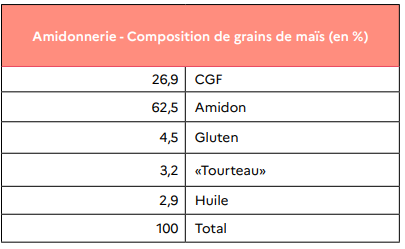 Amidonnerie - Composition de grains de maïs (en %)
26,9 CGF
62,5 Amidon
4,5 Gluten
3,2 «Tourteau»
2,9 Huile
100 Total